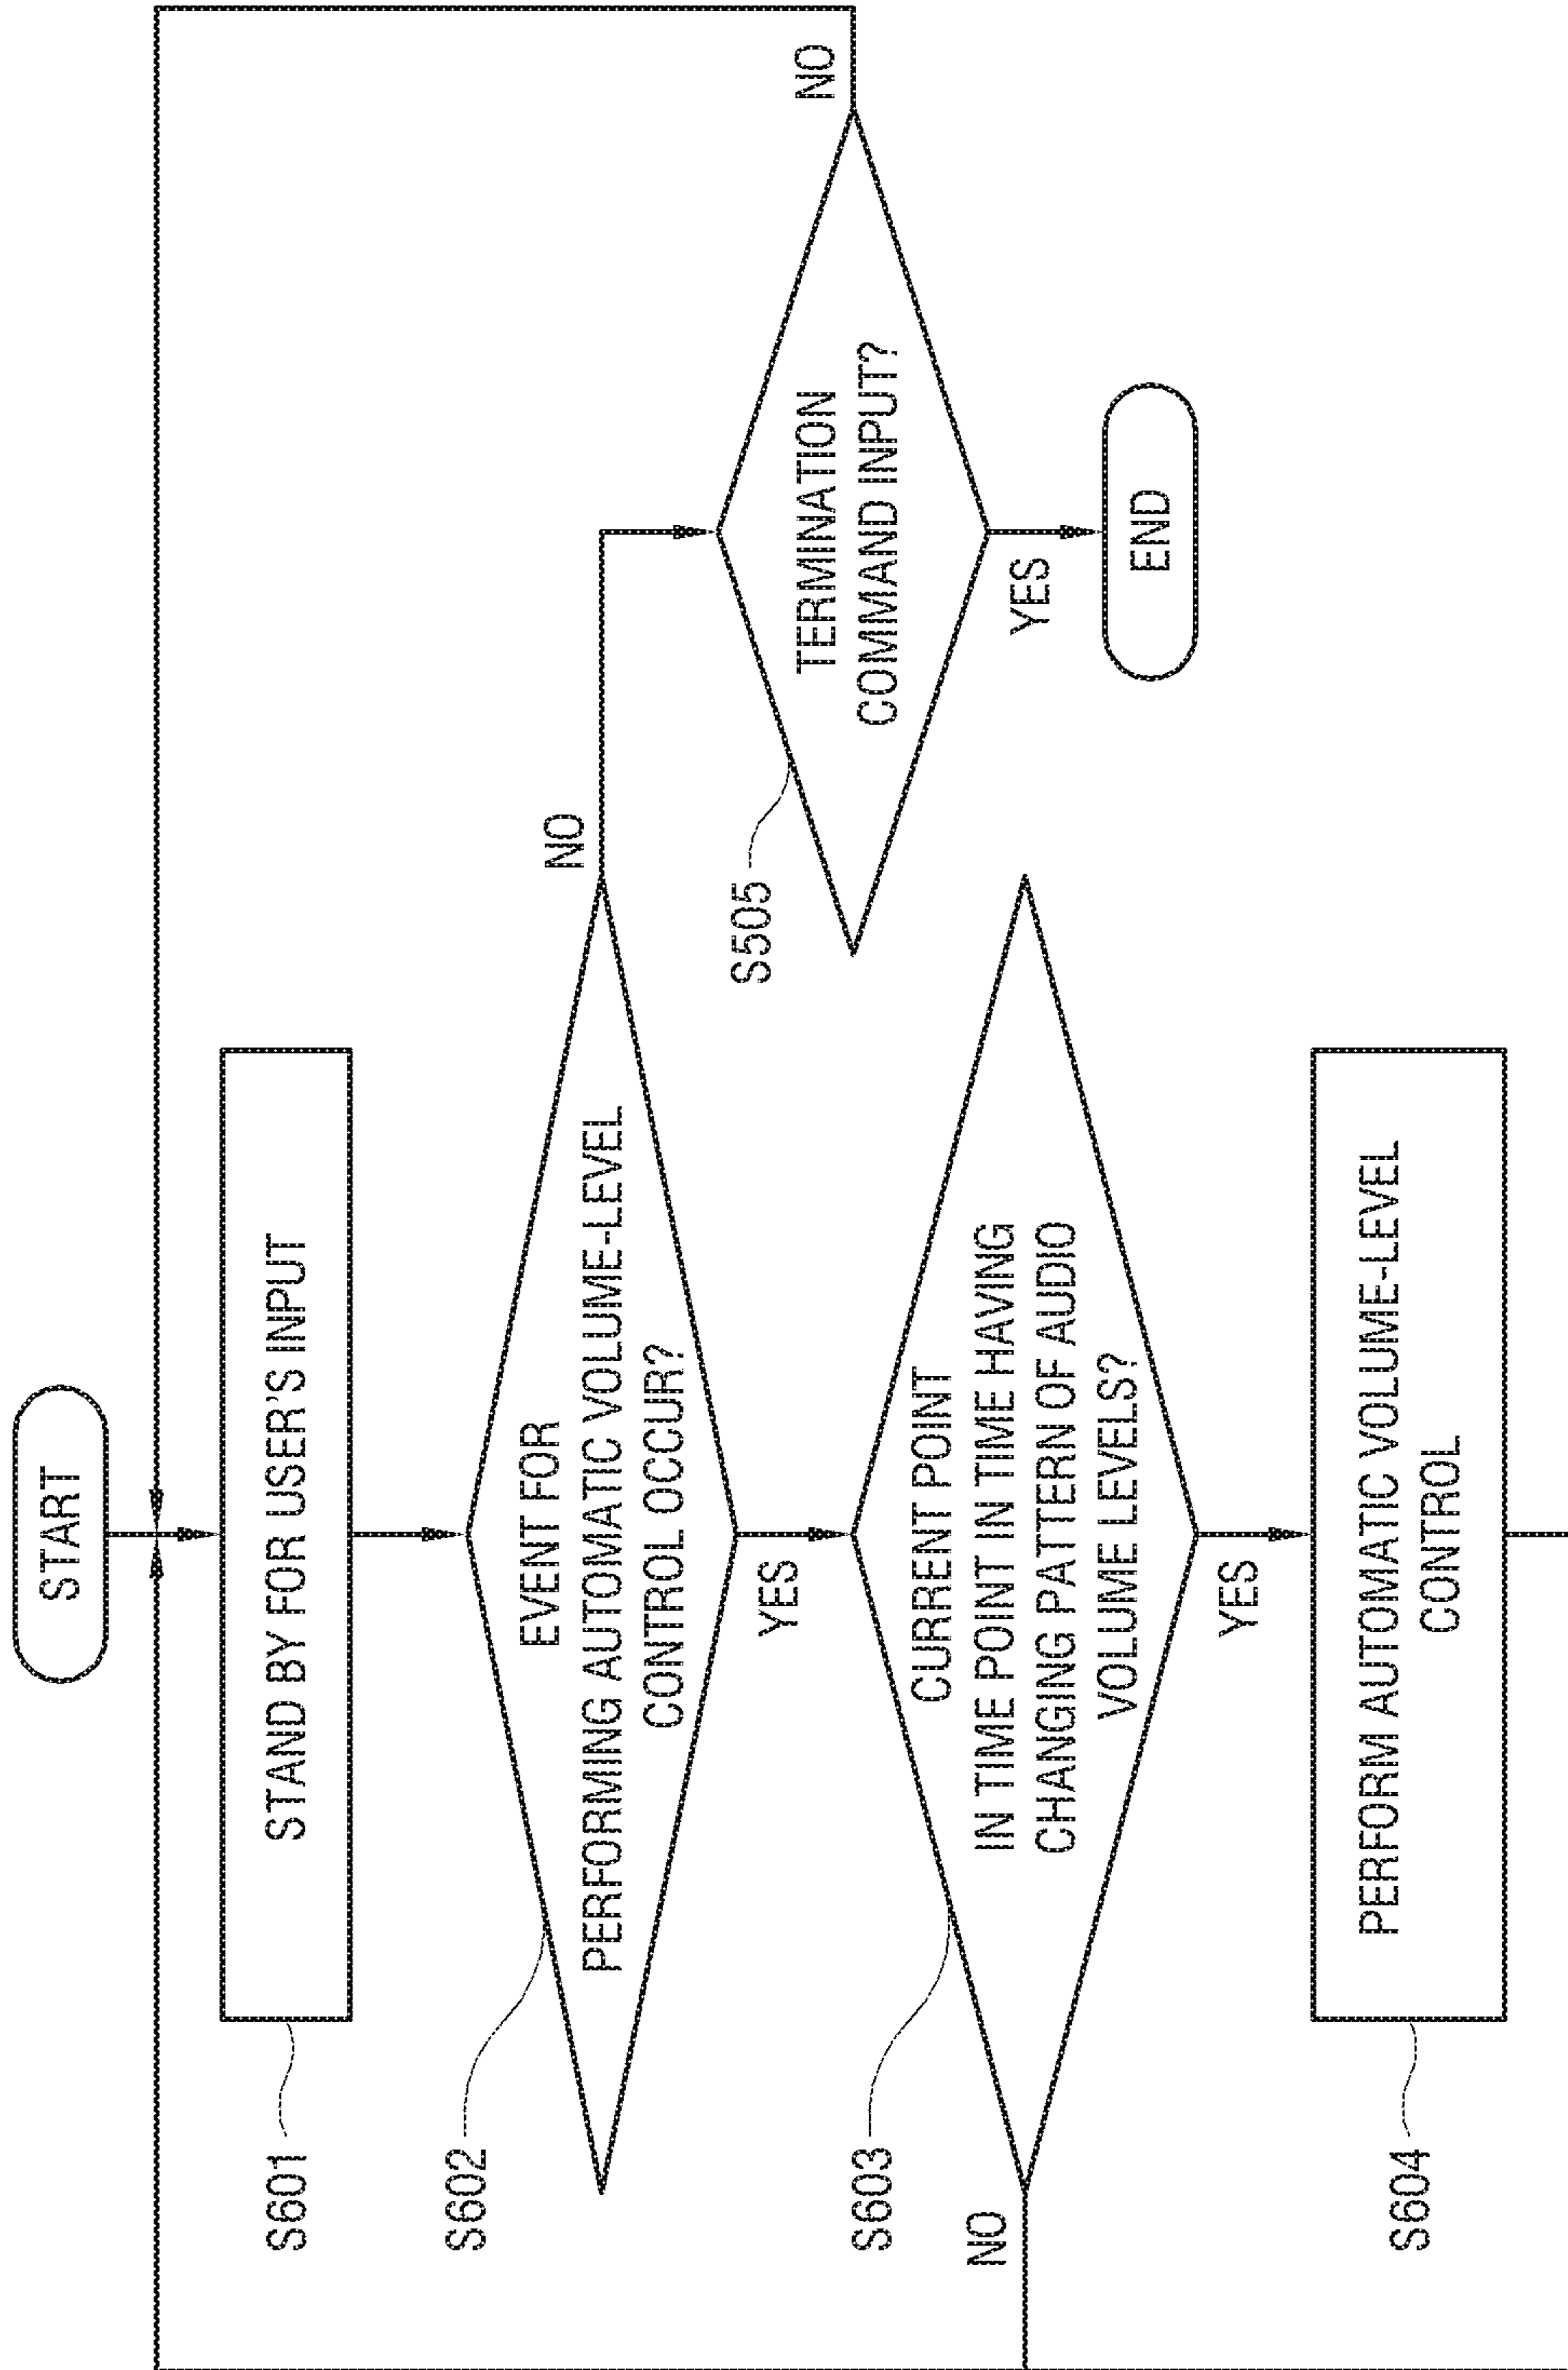 START
S601
STAND BY FOR USER'S INPUT
S602
EVENT FOR
PERFORMING AUTOMATIC VOLUME-LEVEL
CONTROL OCCUR?
NO
YES
S505
TERMINATION
COMMAND INPUT?
NO
YES
END
S603
CURRENT POINT
IN TIME POINT IN TIME HAVING
CHANGING PATTERN OF AUDIO
VOLUME LEVELS?
NO
YES
S604
PERFORM AUTOMATIC VOLUME-LEVEL
CONTROL